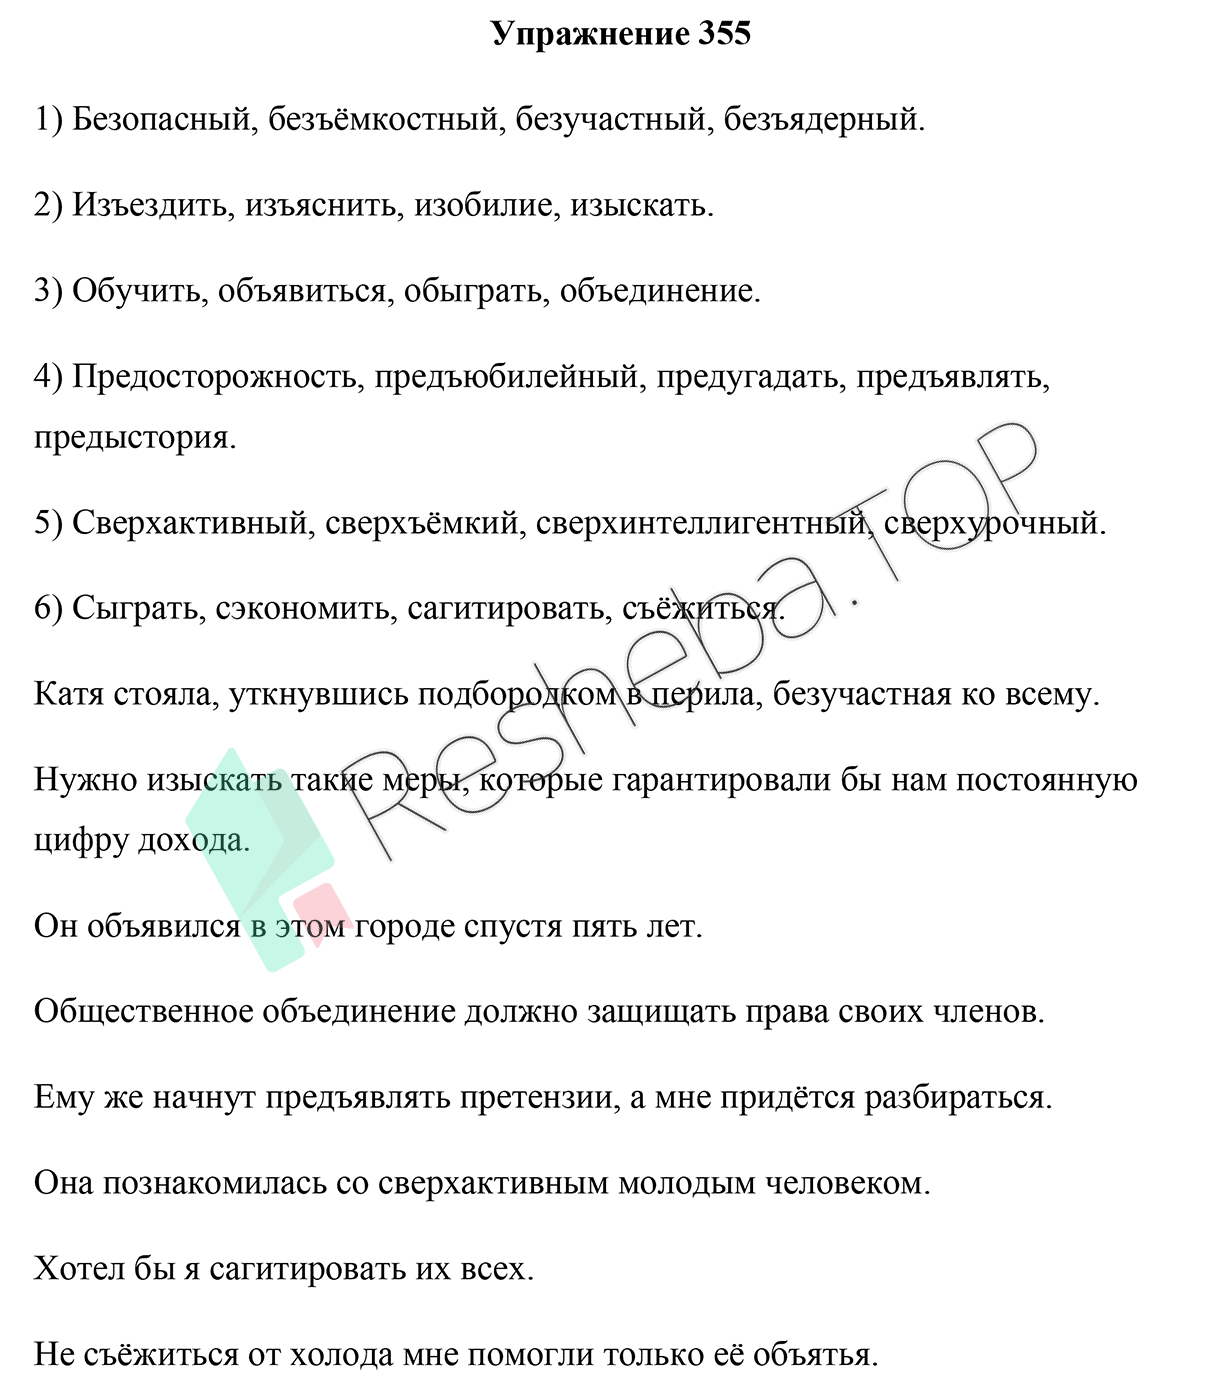 Упражнение 355
1) Безопасный, безъёмкостный, безучастный, безъядерный.
2) Изъездить, изъяснить, изобилие, изыскать.
3) Обучить, объявиться, обыграть, объединение.
4) Предосторожность, предъюбилейный, предугадать, предъявлять,
предыстория.
5) Сверхактивный, сверхъёмкий, сверхинтеллигентный, сверхурочный.
6) Сыграть, сэкономить, сагитировать, съёжиться.
Катя стояла, уткнувшись подбородком в перила, безучастная ко всему.
Нужно изыскать такие меры, которые гарантировали бы нам постоянную
цифру дохода.
Он объявился в этом городе спустя пять лет.
Общественное объединение должно защищать права своих членов.
Ему же начнут предъявлять претензии, а мне придётся разбираться.
Она познакомилась со сверхактивным молодым человеком.
Хотел бы я сагитировать их всех.
Не съёжиться от холода мне помогли только её объятья.
Resheba.TOP